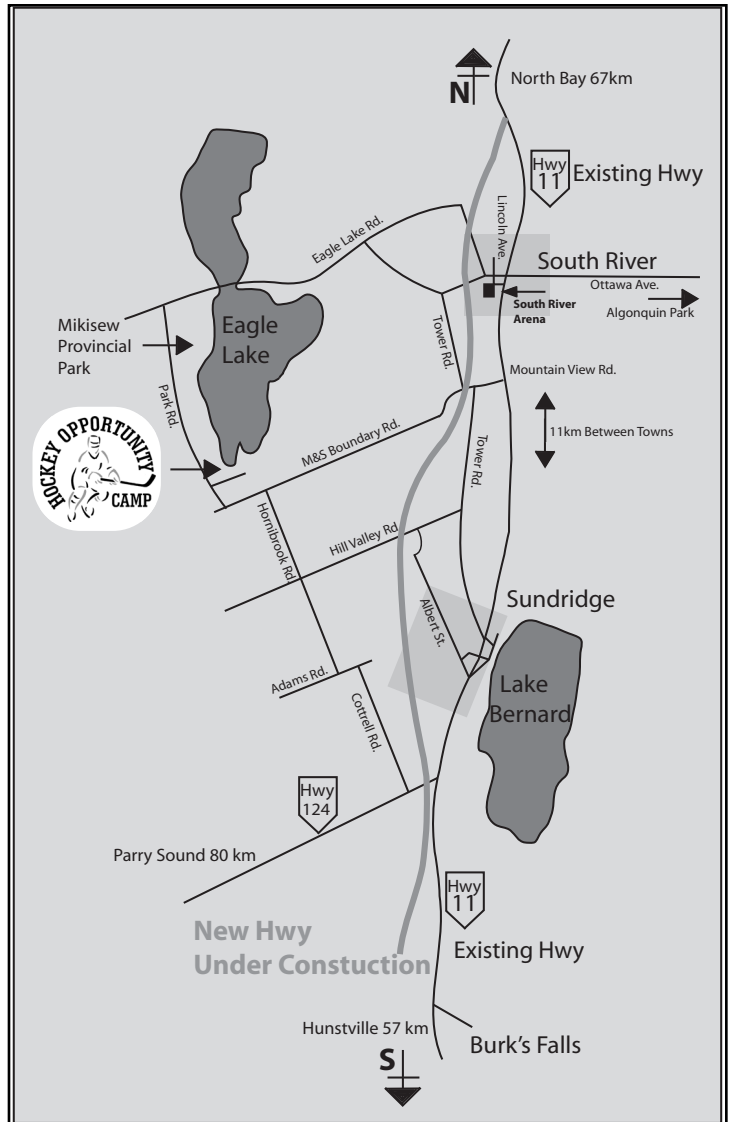 N
North Bay 67km
Hwy
11
Existing Hwy
Lincoln Ave.
Eagle Lake Rd.
South River
Ottawa Ave.
South River
Arena
Algonquin Park
Mikisew
Provincial
Park
Eagle
Lake
Tower Rd.
Mountain View Rd.
Park Rd.
HOCKEY OPPORTUNITY
CAMP
M&S Boundary Rd.
11km Between Towns
Tower Rd.
Hornibrook Rd.
Hill Valley Rd.
Albert St.
Sundridge
Lake
Bernard
Adams Rd.
Cottrell Rd.
Hwy
124
Parry Sound 80 km
Hwy
11
New Hwy
Under Constuction
Existing Hwy
Hunstville 57 km
Burk's Falls
S